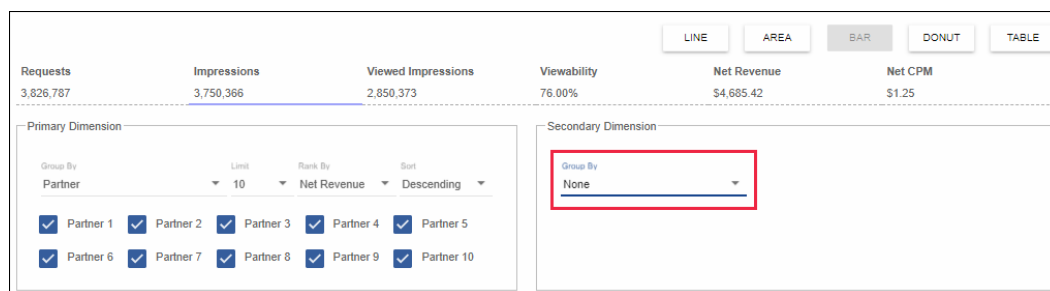 LINE AREA BAR DONUT TABLE
Requests Impressions Viewed Impressions Viewability Net Revenue Net CPM
3,826,787 3,750,366 2,850,373 76.00% $4,685.42 $1.25
Primary Dimension Secondary Dimension
Group By Limit Rank By Sort Group By
Partner 10 Net Revenue Descending None
Partner 1 Partner 2 Partner 3 Partner 4 Partner 5
Partner 6 Partner 7 Partner 8 Partner 9 Partner 10